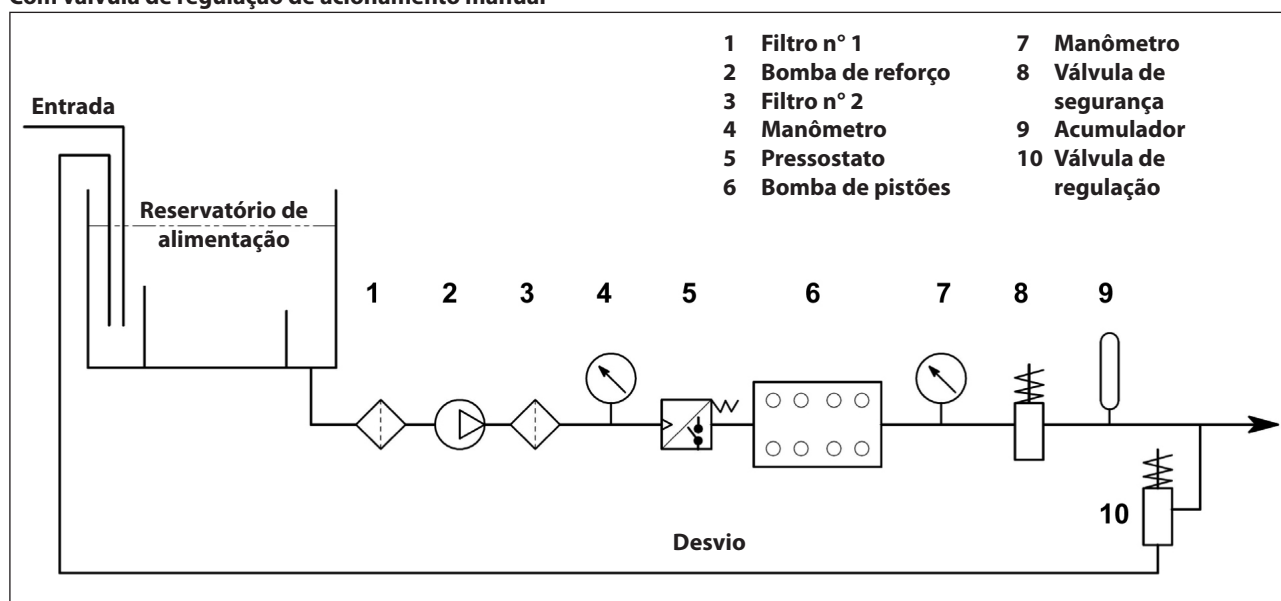 Com válvula de regulação de acionamento manual
1 Filtro n° 1
2 Bomba de reforço
3 Filtro n° 2
4 Manômetro
5 Pressostato
6 Bomba de pistões
7 Manômetro
8 Válvula de
segurança
9 Acumulador
10 Válvula de
regulação
Entrada
Reservatório de
alimentação
1 2 3 4 5 6 7 8 9
10
Desvio